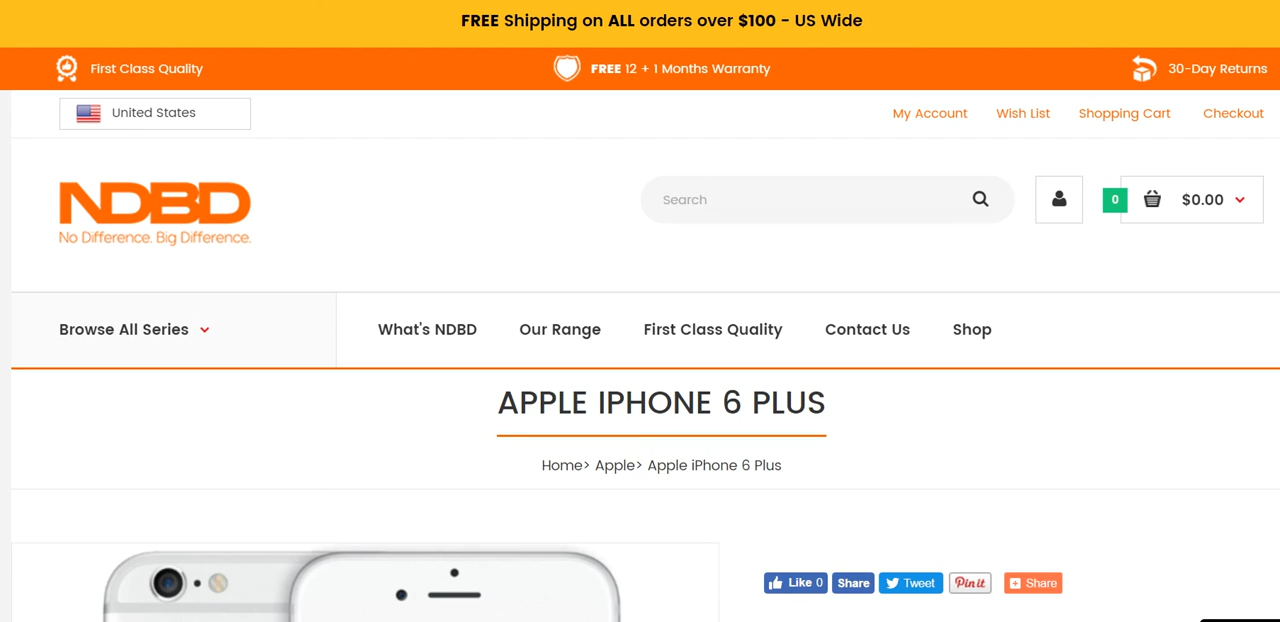 FREE Shipping on ALL orders over $100 - US Wide
First Class Quality
FREE 12 + 1 Months Warranty
30-Day Returns
United States
My Account
Wish List
Shopping Cart
Checkout
NDBD
No Difference. Big Difference.
Search
0
$0.00
Browse All Series
What's NDBD
Our Range
First Class Quality
Contact Us
Shop
APPLE IPHONE 6 PLUS
Home> Apple> Apple iPhone 6 Plus
Like 0
Share
Tweet
Pin it
Share